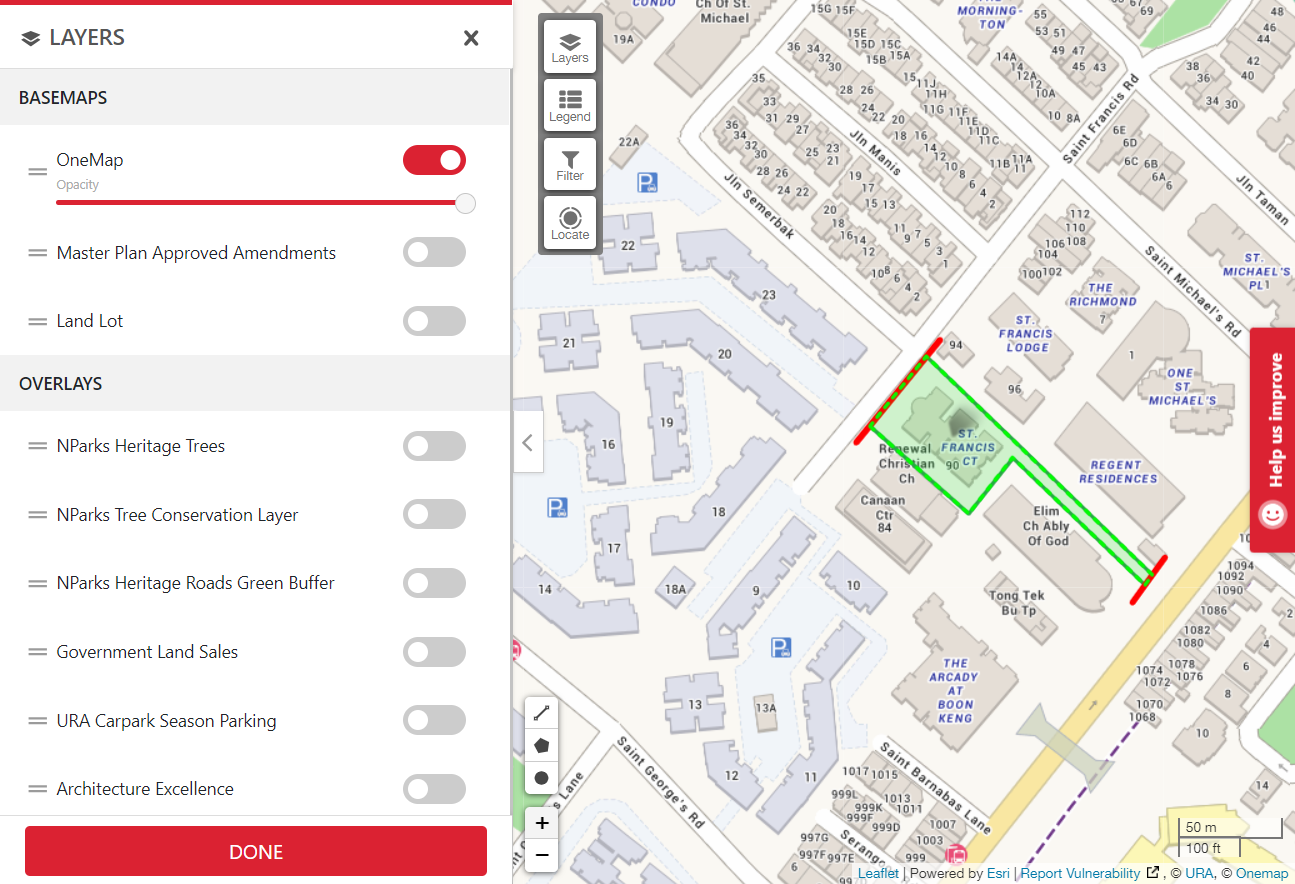 LAYERS
BASEMAPS
OneMap
Opacity
Master Plan Approved Amendments
Land Lot
OVERLAYS
NParks Heritage Trees
NParks Tree Conservation Layer
NParks Heritage Roads Green Buffer
Government Land Sales
URA Carpark Season Parking
Architecture Excellence
DONE
Layers
Legend
Filter
Locate
CONDO
Ch Of St.
Michael
19A
THE
MORNING-
TON
15G 15F
15E
15D 15C
15B 15A
36 34
32
30
28 26
24
22 20
18 16
14
12
10
8
6
4
2
15
11J
11H
11G 11F
11E
11D
11C
11B 11A
11
55
53 51
49 47
45 43
14A
14
12A
12
10A
10 8A
67
69
48
46
44
42
40
38
36
34 30
Saint Francis Rd
6E
6D
6C 6B
6A
6
Jln Taman
35
33
31 29
27
25 23
21
19
17
15 13
11
9
7
5
3
1
36
34
32
30
28
26
24 22
20
18
16 14
12
10 8
6
4
2
Jln Manis
Jln Semerbak
22A
22
23
21
20
19
16
18
17
14
18A
9
10
13
13A
12
11
112
110
106 108
104
100 102
Saint Michael's Rd
ST.
MICHAEL'S
PL1
THE
RICHMOND
7
ST.
FRANCIS
LODGE
94
96
1
ONE
ST
MICHAEL'S
ST.
FRANCIS
90 CT
Renewal
Christian
Ch
Canaan
Ctr
84
REGENT
RESIDENCES
Elim
Ch Ably
Of God
Tong Tek
Bu Tp
THE
ARCADY
AT
BOON
KENG
Help us improve
1094
1092
1090
1086
1082
1080
1074 1078
1072 1076
1070
1068
2
4
6
8
10
14
Saint George's Rd
Saint Barnabas Lane
1017 1015
1013
1011
1007
1003
999L
999K
999F
999D
999
997G
997F 997E
6
Serango
+
−
50 m
100 ft
Leaflet | Powered by Esri | Report Vulnerability , © URA, © Onemap